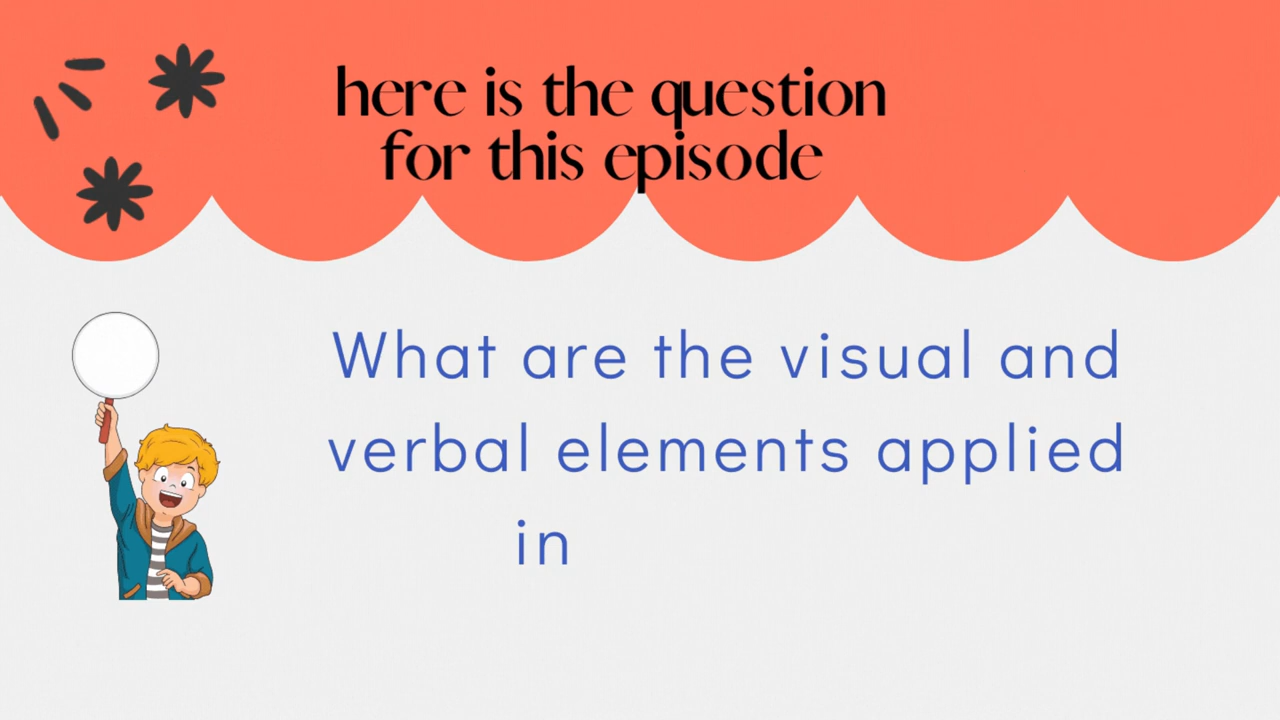 here is the question
for this episode
What are the visual and
verbal elements applied
in